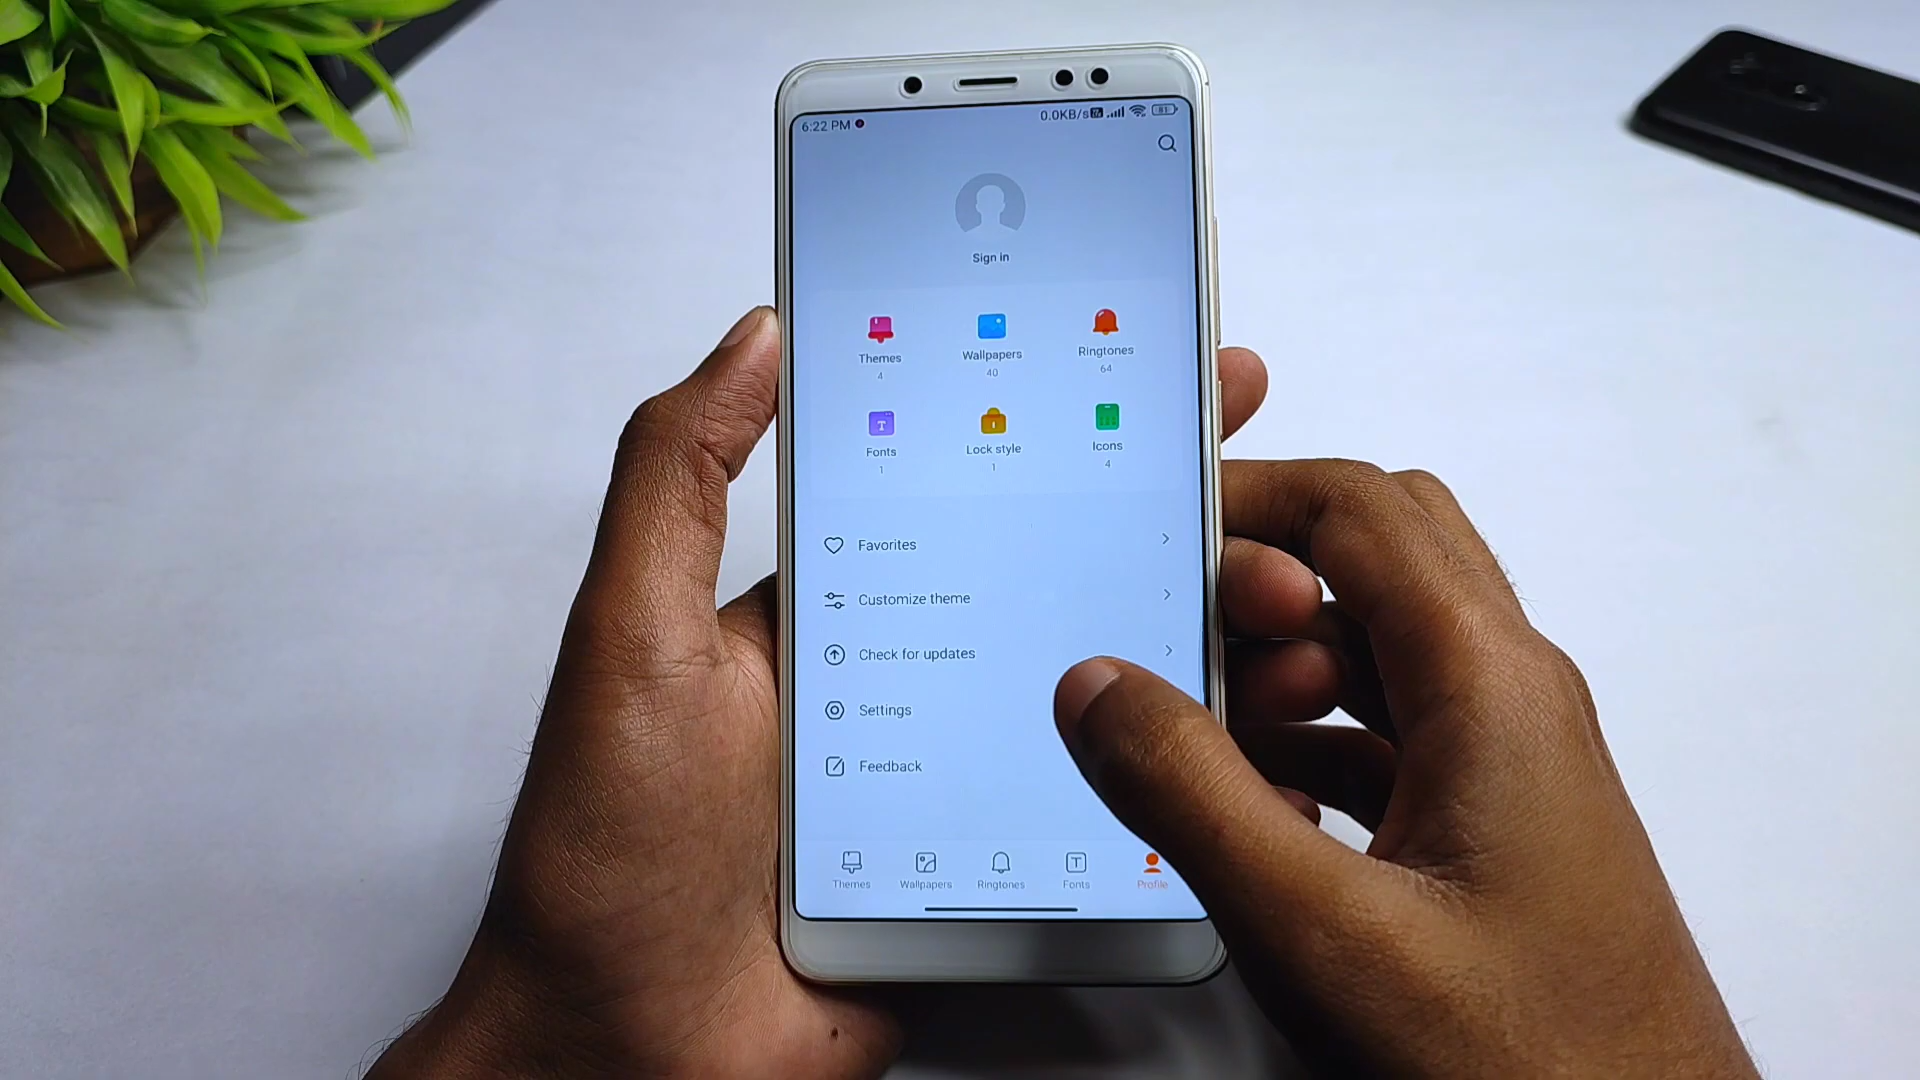 6:22 PM 0.0KB/s 81
Sign in
Themes Wallpapers Ringtones
4 40 64
Fonts Lock style Icons
1 1 4
Favorites
Customize theme
Check for updates
Settings
Feedback
Themes Wallpapers Ringtones Fonts Profile